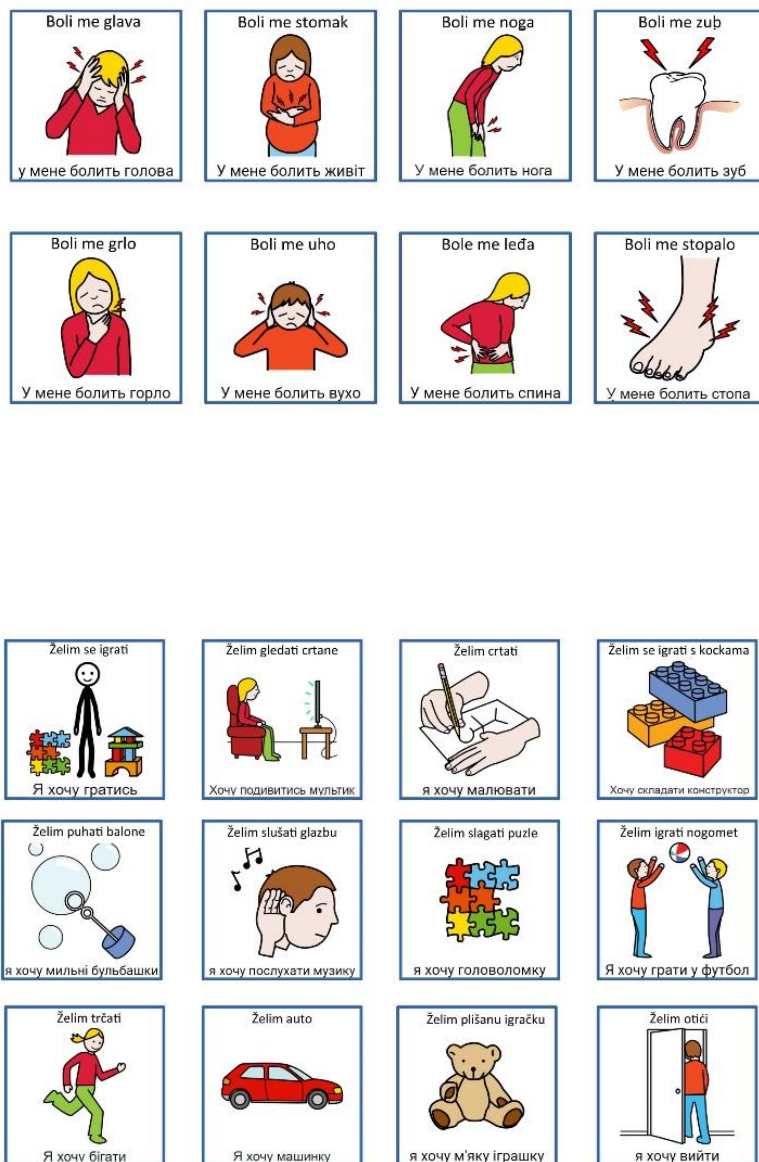 Boli me glava
у мене болить голова
Boli me stomak
У мене болить живіт
Boli me noga
У мене болить нога
Boli me zub
У мене болить зуб
Boli me grlo
У мене болить горло
Boli me uho
У мене болить вухо
Bole me leđa
У мене болить спина
Boli me stopalo
У мене болить стопа
Želim se igrati
Я хочу гратись
Želim gledati crtane
Хочу подивитись мультик
Želim crtati
я хочу малювати
Želim se igrati s kockama
Хочу складати конструктор
Želim puhati balone
я хочу мильні бульбашки
Želim slušati glazbu
я хочу послухати музику
Želim slagati puzle
я хочу головоломку
Želim igrati nogomet
Я хочу грати у футбол
Želim trčati
Я хочу бігати
Želim auto
Я хочу машинку
Želim plišanu igračku
я хочу м'яку іграшку
Želim otići
я хочу вийти